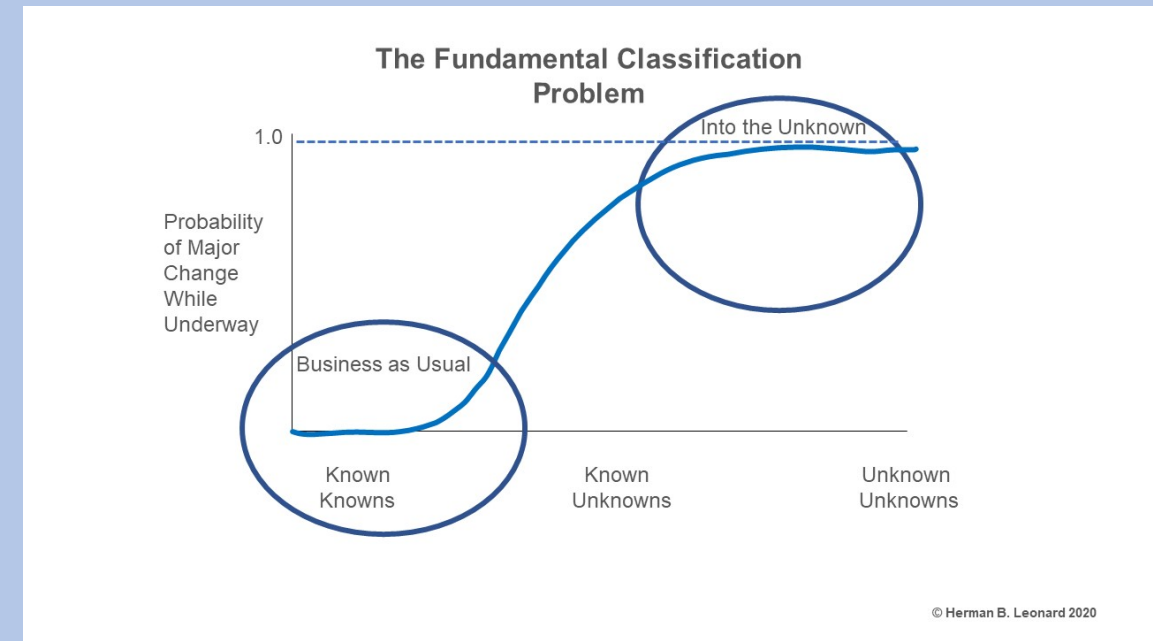 The Fundamental Classification
Problem
Into the Unknown
1.0
Probability
of Major
Change
While
Underway
Business as Usual
Known
Knowns
Known
Unknowns
Unknown
Unknowns
© Herman B. Leonard 2020